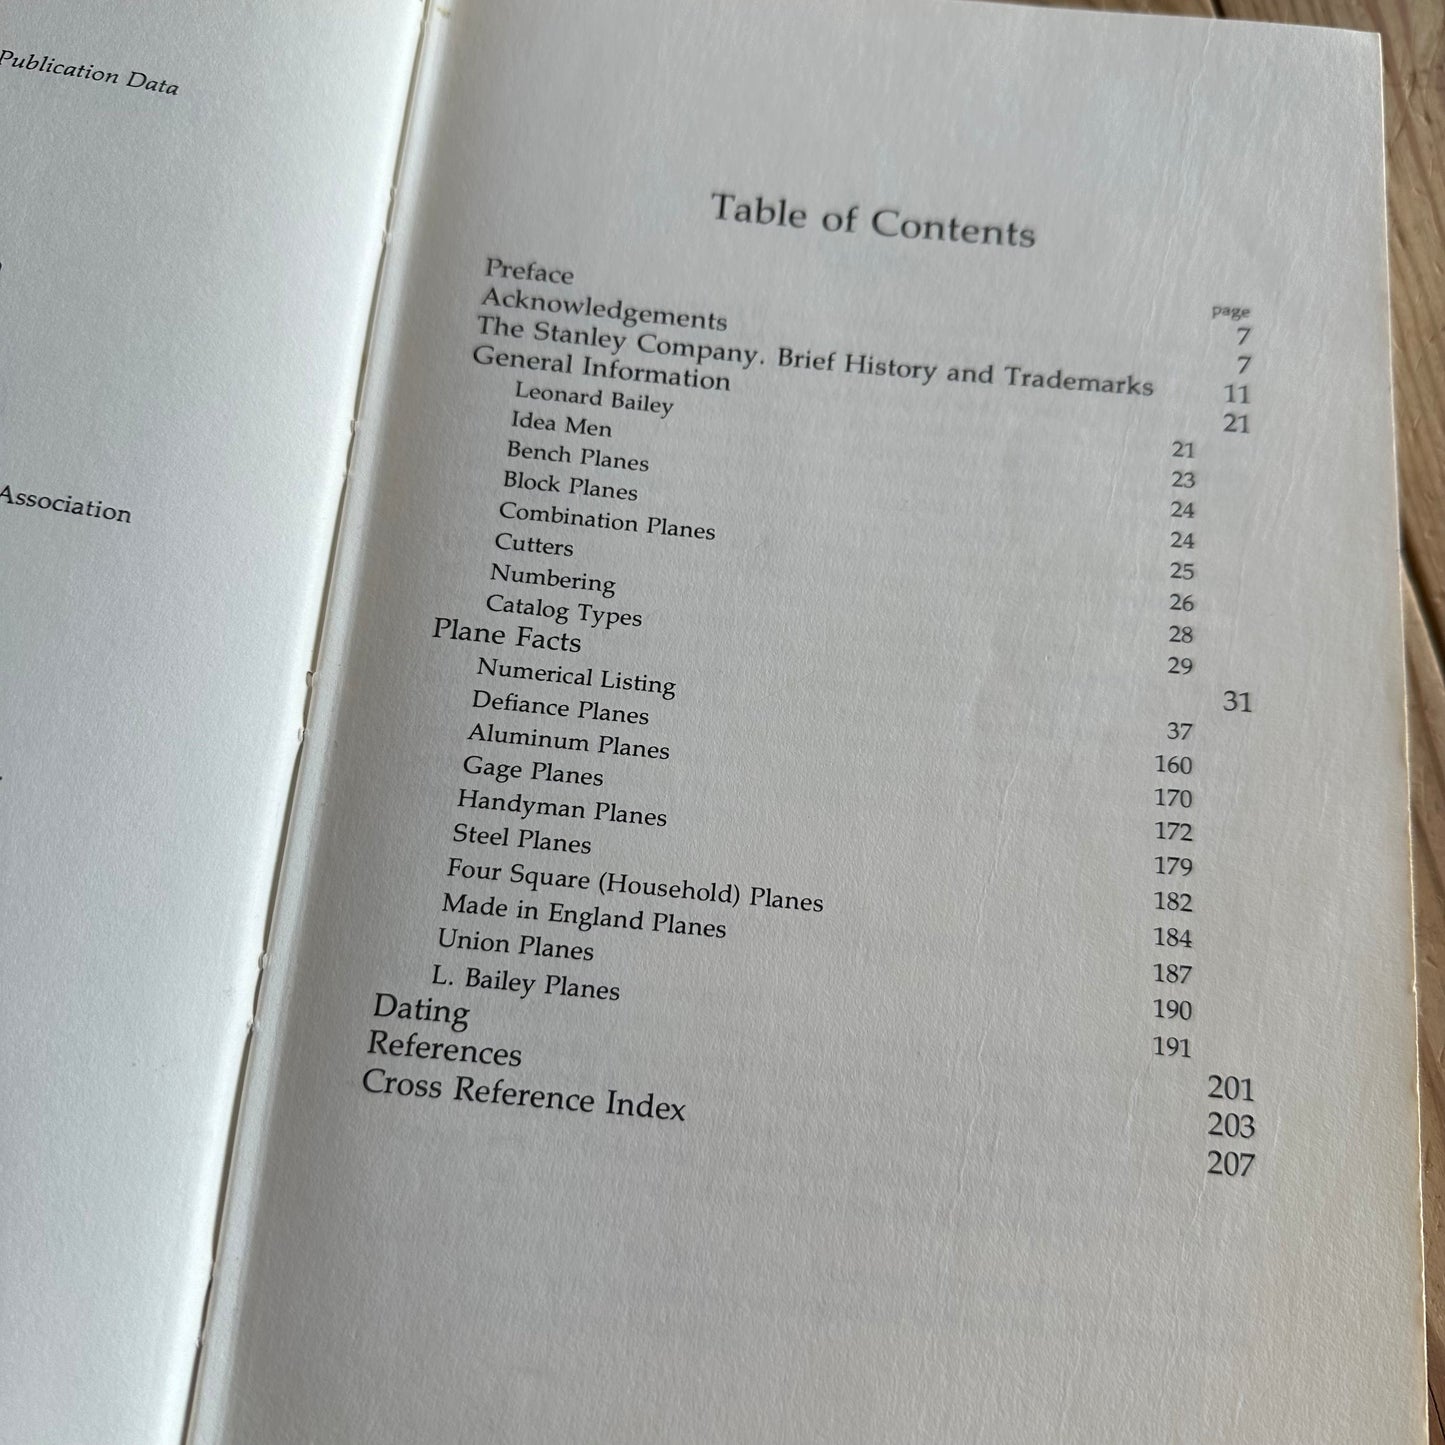 Publication Data
Association
Table of Contents
page
Preface 7
Acknowledgements 7
The Stanley Company. Brief History and Trademarks 11
General Information 21
Leonard Bailey 21
Idea Men 23
Bench Planes 24
Block Planes 24
Combination Planes 25
Cutters 26
Numbering 28
Catalog Types 29
Plane Facts 31
Numerical Listing 37
Defiance Planes 160
Aluminum Planes 170
Gage Planes 172
Handyman Planes 179
Steel Planes 182
Four Square (Household) Planes 184
Made in England Planes 187
Union Planes 190
L. Bailey Planes 191
Dating 201
References 203
Cross Reference Index 207